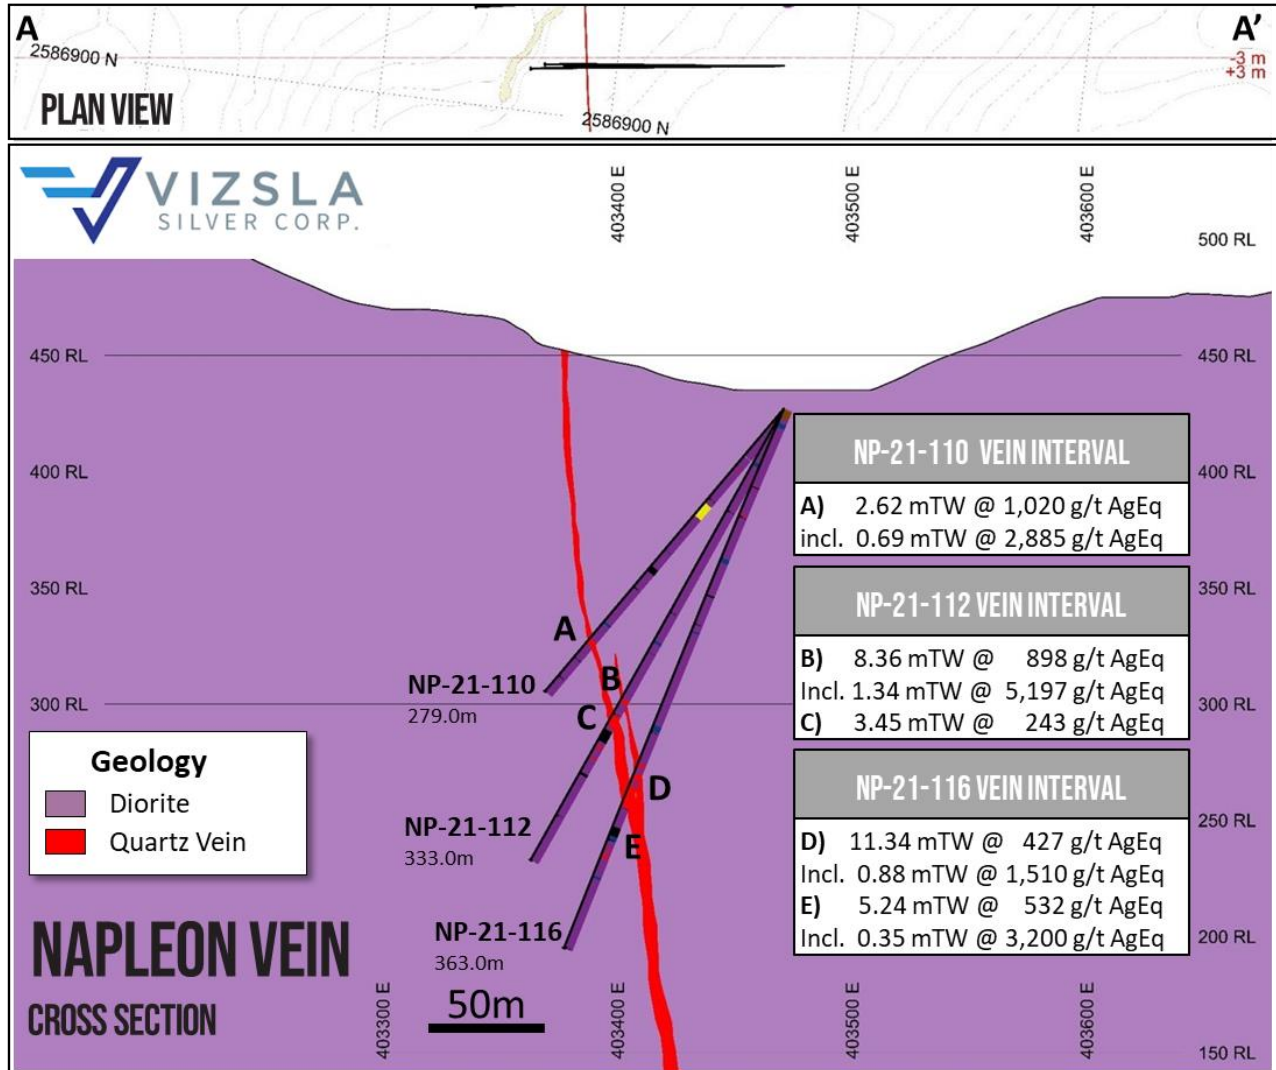 A
A’
2586900 N
-3 m
+3 m
PLAN VIEW
2586900 N
VIZSLA
SILVER CORP.
403400 E
403500 E
403600 E
500 RL
450 RL
450 RL
400 RL
400 RL
350 RL
350 RL
300 RL
300 RL
250 RL
200 RL
150 RL
NP-21-110 VEIN INTERVAL
A) 2.62 mTW @ 1,020 g/t AgEq
incl. 0.69 mTW @ 2,885 g/t AgEq
NP-21-112 VEIN INTERVAL
B) 8.36 mTW @ 898 g/t AgEq
Incl. 1.34 mTW @ 5,197 g/t AgEq
C) 3.45 mTW @ 243 g/t AgEq
NP-21-116 VEIN INTERVAL
D) 11.34 mTW @ 427 g/t AgEq
Incl. 0.88 mTW @ 1,510 g/t AgEq
E) 5.24 mTW @ 532 g/t AgEq
Incl. 0.35 mTW @ 3,200 g/t AgEq
A
B
C
D
E
NP-21-110
279.0m
NP-21-112
333.0m
NP-21-116
363.0m
Geology
Diorite
Quartz Vein
NAPLEON VEIN
CROSS SECTION
50m
403300 E
403400 E
403500 E
403600 E